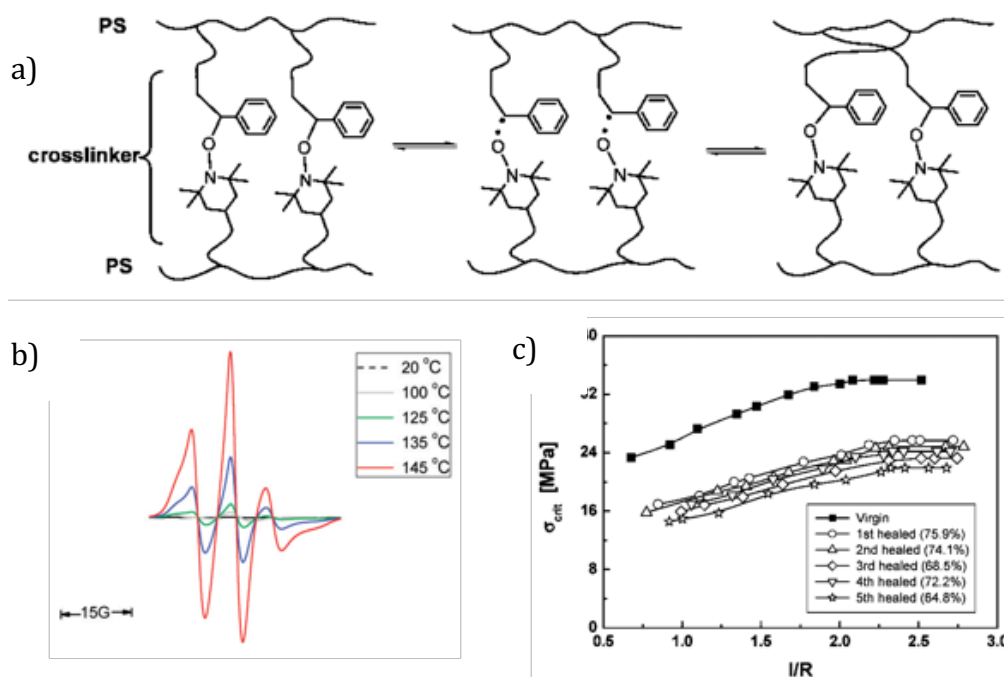 a)
PS
crosslinker
PS
O
N
O
N
O
N
O
N
O
N
O
N
b)
20 °C
100 °C
125 °C
135 °C
145 °C
15G
c)
σcrit [MPa]
24
16
8
0.5 1.0 1.5 2.0 2.5 3.0
l/R
Virgin
1st healed (75.9%)
2nd healed (74.1%)
3rd healed (68.5%)
4th healed (72.2%)
5th healed (64.8%)